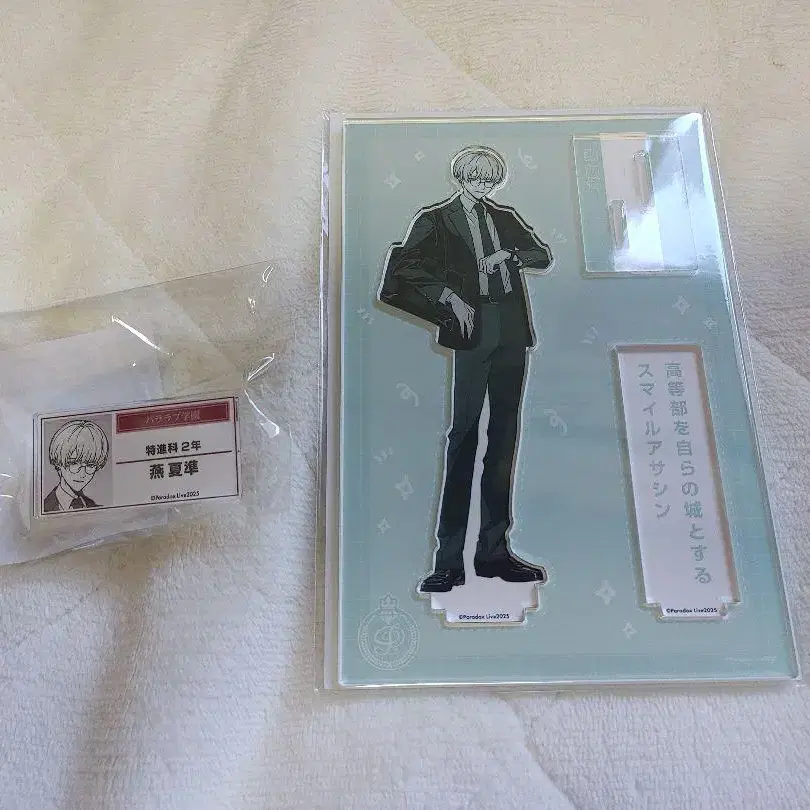 パラライ学園
特進科 2年
燕 夏準
©Paradox Live2025
高等部を自らの城とする
スマイルアサシン
©Paradox Live2025
©Paradox Live2025